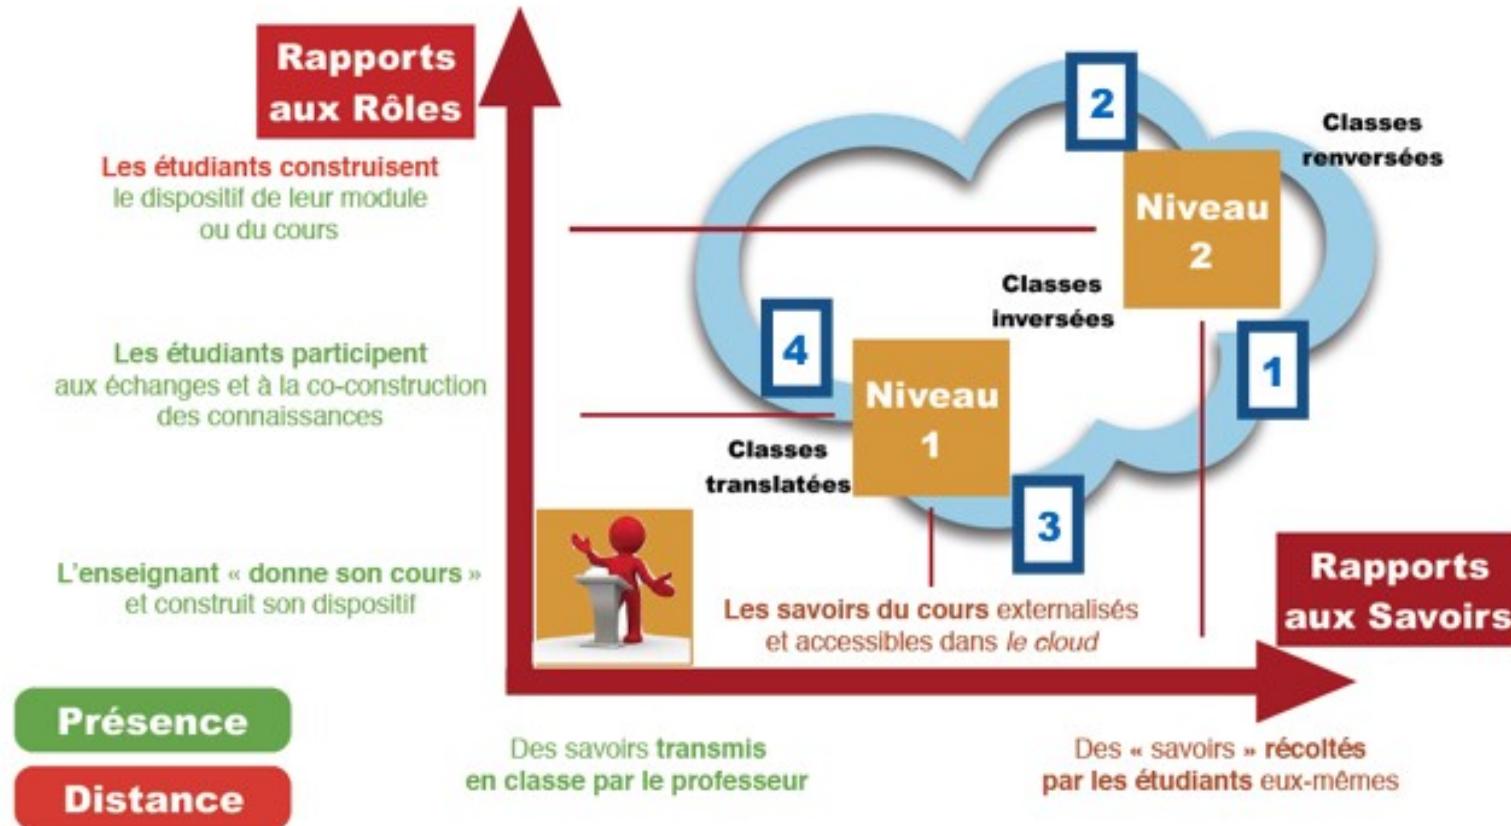 Rapports
aux Rôles
Les étudiants construisent
le dispositif de leur module
ou du cours
Les étudiants participent
aux échanges et à la co-construction
des connaissances
L'enseignant « donne son cours »
et construit son dispositif
Présence
Distance
2
Classes
renversées
Niveau
2
Classes
inversées
1
4
Niveau
1
Classes
translatées
3
Les savoirs du cours externalisés
et accessibles dans le cloud
Rapports
aux Savoirs
Des savoirs transmis
en classe par le professeur
Des « savoirs » récoltés
par les étudiants eux-mêmes